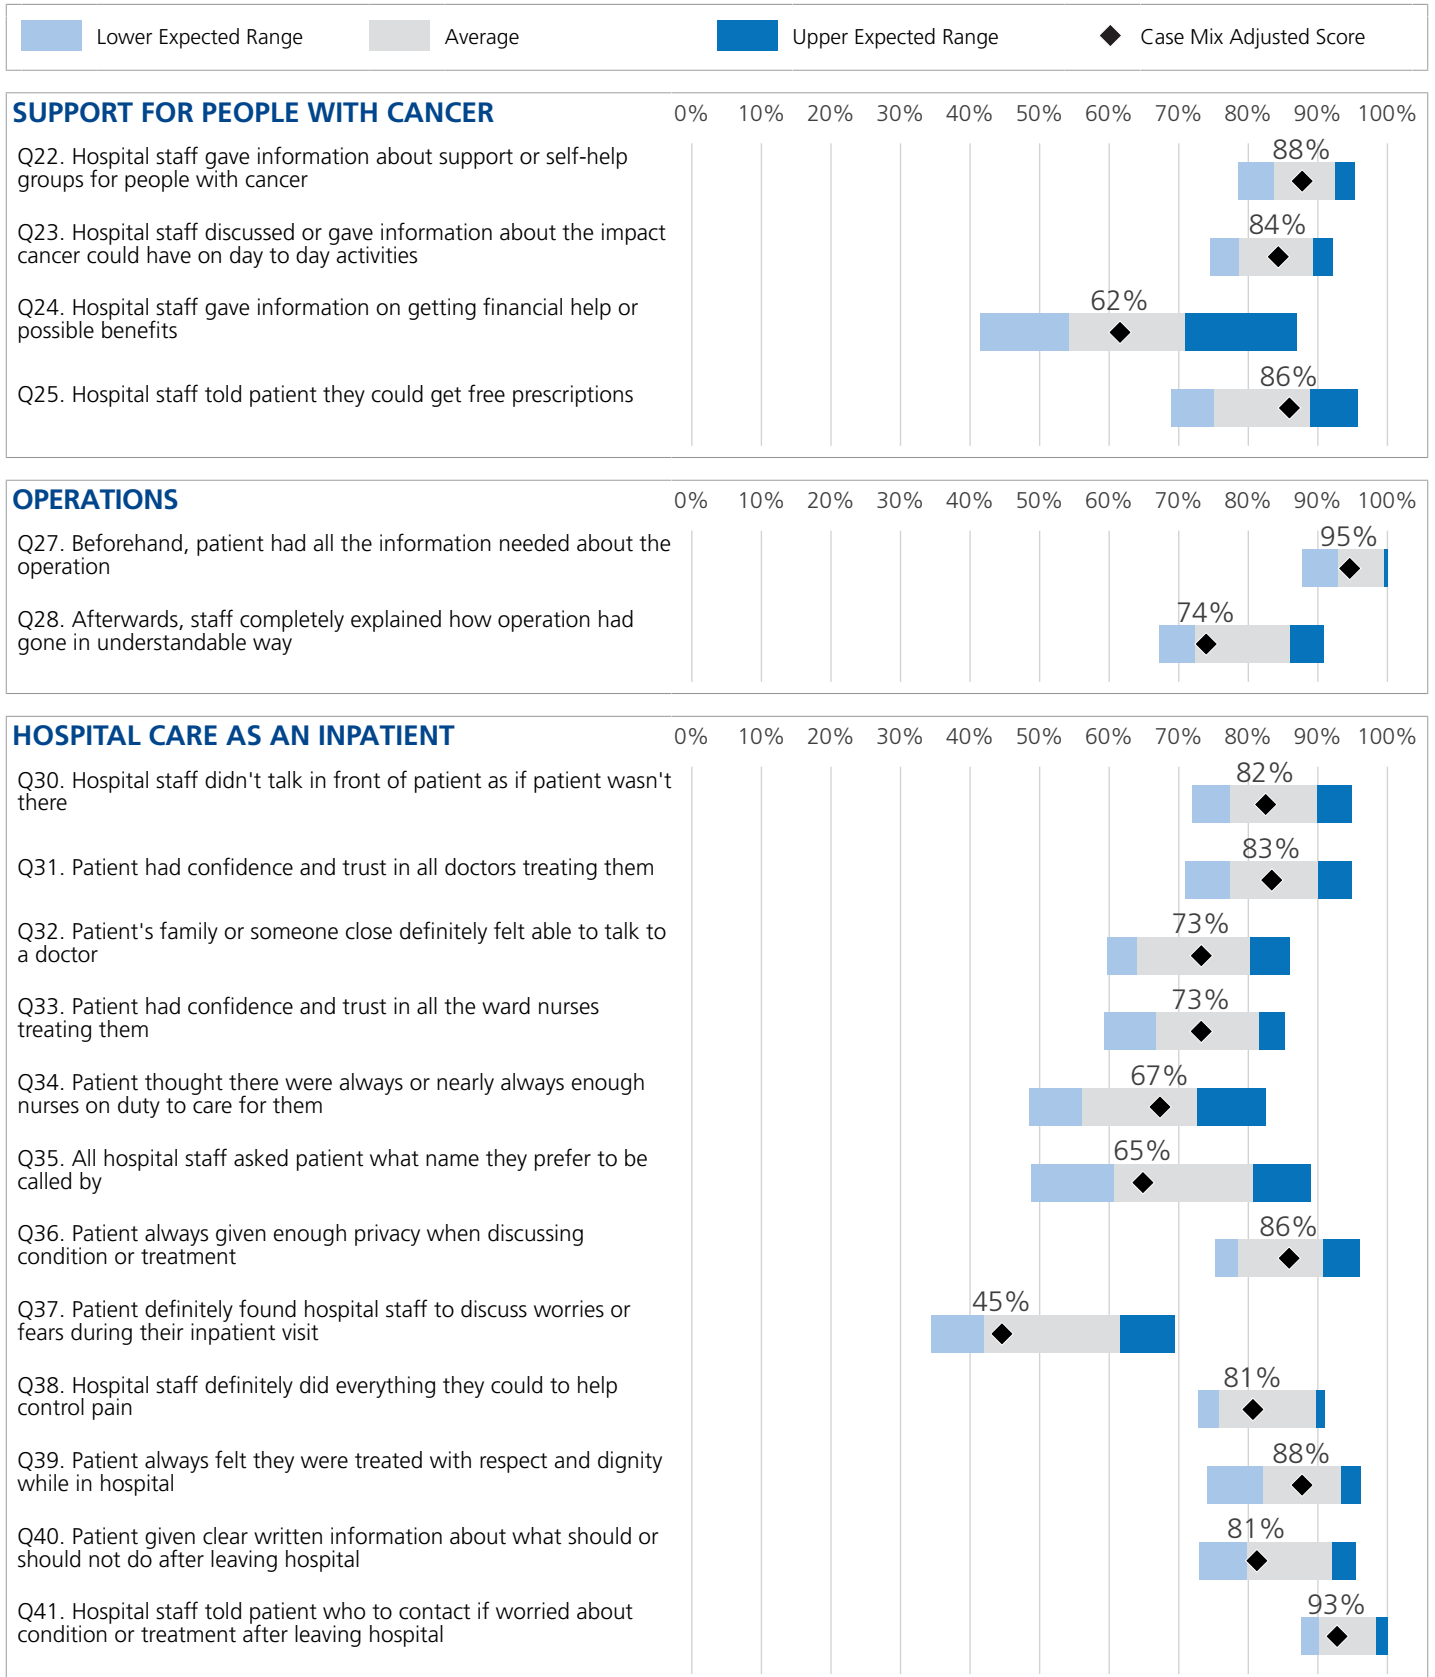 Lower Expected Range Average Upper Expected Range Case Mix Adjusted Score
SUPPORT FOR PEOPLE WITH CANCER 0% 10% 20% 30% 40% 50% 60% 70% 80% 90% 100%
Q22. Hospital staff gave information about support or self-help
groups for people with cancer
88%
Q23. Hospital staff discussed or gave information about the impact
cancer could have on day to day activities
84%
Q24. Hospital staff gave information on getting financial help or
possible benefits
62%
Q25. Hospital staff told patient they could get free prescriptions
86%
OPERATIONS 0% 10% 20% 30% 40% 50% 60% 70% 80% 90% 100%
Q27. Beforehand, patient had all the information needed about the
operation
95%
Q28. Afterwards, staff completely explained how operation had
gone in understandable way
74%
HOSPITAL CARE AS AN INPATIENT 0% 10% 20% 30% 40% 50% 60% 70% 80% 90% 100%
Q30. Hospital staff didn't talk in front of patient as if patient wasn't
there
82%
Q31. Patient had confidence and trust in all doctors treating them
83%
Q32. Patient's family or someone close definitely felt able to talk to
a doctor
73%
Q33. Patient had confidence and trust in all the ward nurses
treating them
73%
Q34. Patient thought there were always or nearly always enough
nurses on duty to care for them
67%
Q35. All hospital staff asked patient what name they prefer to be
called by
65%
Q36. Patient always given enough privacy when discussing
condition or treatment
86%
Q37. Patient definitely found hospital staff to discuss worries or
fears during their inpatient visit
45%
Q38. Hospital staff definitely did everything they could to help
control pain
81%
Q39. Patient always felt they were treated with respect and dignity
while in hospital
88%
Q40. Patient given clear written information about what should or
should not do after leaving hospital
81%
Q41. Hospital staff told patient who to contact if worried about
condition or treatment after leaving hospital
93%